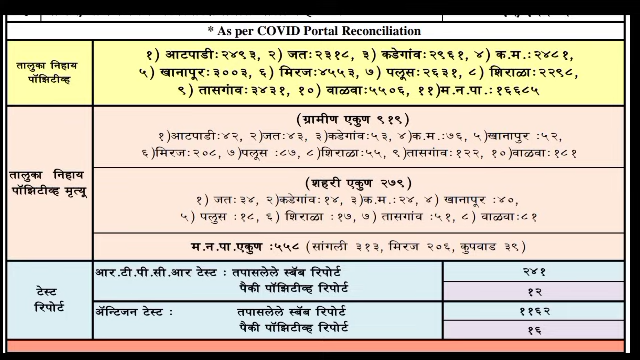 * As per COVID Portal Reconciliation
तालुका निहाय
पॉझिटीव्ह
१) आटपाडी:२४९३, २) जत:२३१८, ३) कडेगांव:२९६१, ४) क.म.:२४८१,
५) खानापूर:३००३, ६) मिरज:४५५३, ७) पलूस:२६३१, ८) शिराळा:२२९८,
९) तासगांव:३४३१, १०) वाळवा:५५०६, ११)म.न.पा.:१६६८५
तालुका निहाय
पॉझिटीव्ह मृत्यू
(ग्रामीण एकुण ९१९)
१)आटपाडी:४२, २)जत:४३, ३)कडेगांव:५३, ४)क.म.:७६, ५)खानापुर :५२,
६)मिरज:२०८, ७)पलूस :८७, ८)शिराळा:५५, ९)तासगांव:१२२, १०)वाळवा:१८१
(शहरी एकुण २७९)
१) जत:३४, २)कडेगांव:१४, ३)क.म.:२४, ४) खानापूर :४०,
५) पलुस :१८, ६) शिराळा :१७, ७) तासगांव :५१, ८) वाळवा:८१
म.न.पा.एकुण :५५८ (सांगली ३१३, मिरज २०६, कुपवाड ३९)
टेस्ट
रिपोर्ट
आर.टी.पी.सी.आर टेस्ट : तपासलेले स्वॅब रिपोर्ट २४१
पैकी पॉझिटीव्ह रिपोर्ट १२
अँन्टिजन टेस्ट : तपासलेले स्वॅब रिपोर्ट ११६२
पैकी पॉझिटीव्ह रिपोर्ट १६